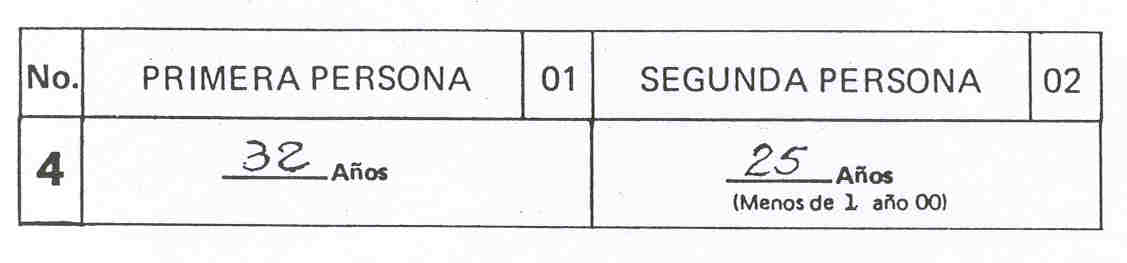 No. PRIMERA PERSONA 01 SEGUNDA PERSONA 02
4 32 Años 25 Años
(Menos de 1 año 00)